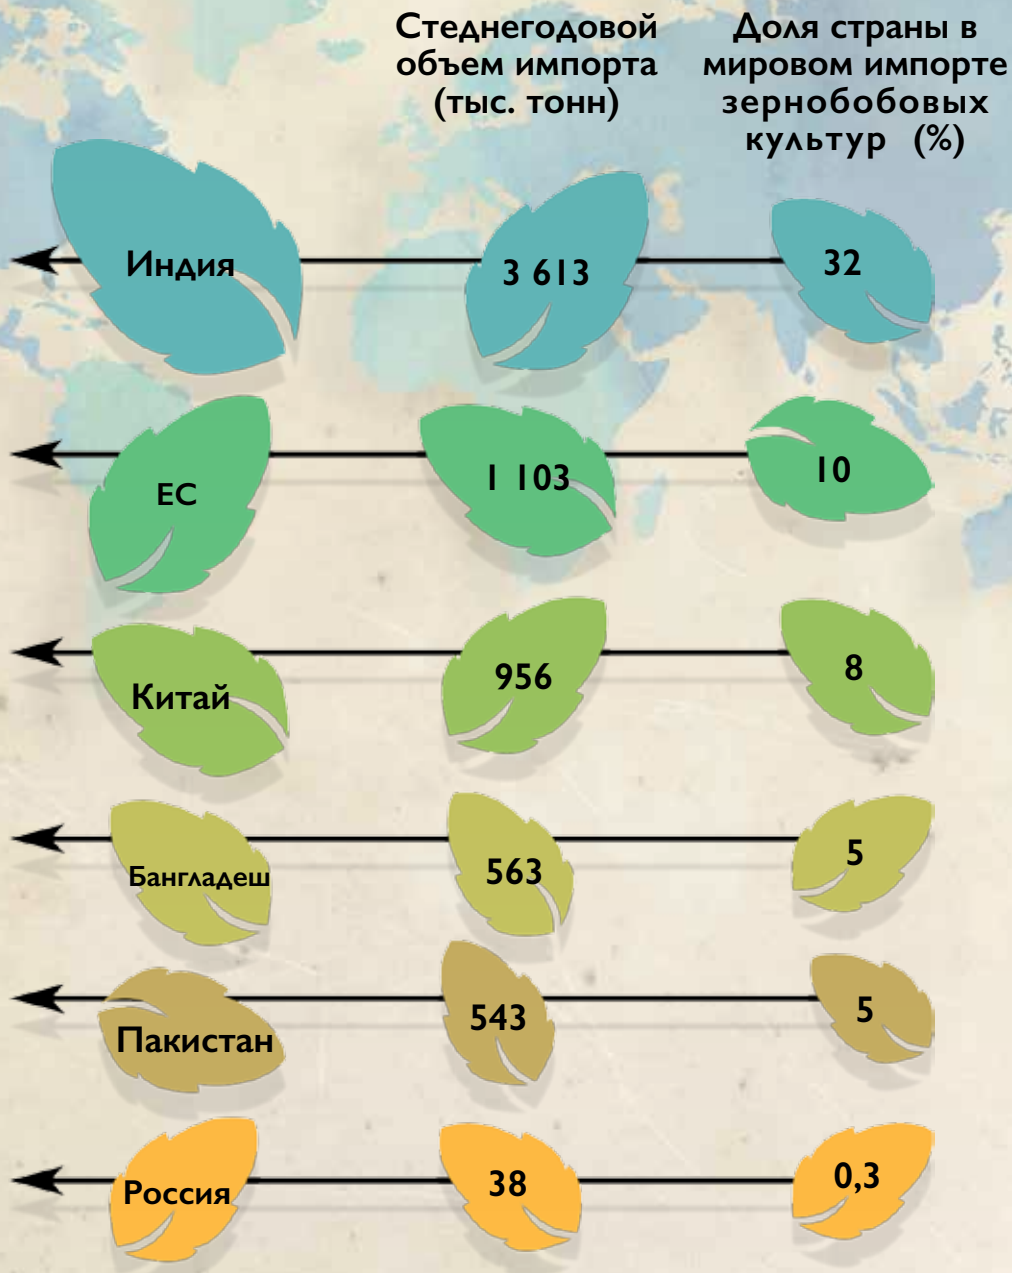 Стеднегодовой
объем импорта
(тыс. тонн)
Доля страны в
мировом импорте
зернобобовых
культур (%)
Индия 3 613 32
ЕС 1 103 10
Китай 956 8
Бангладеш 563 5
Пакистан 543 5
Россия 38 0,3